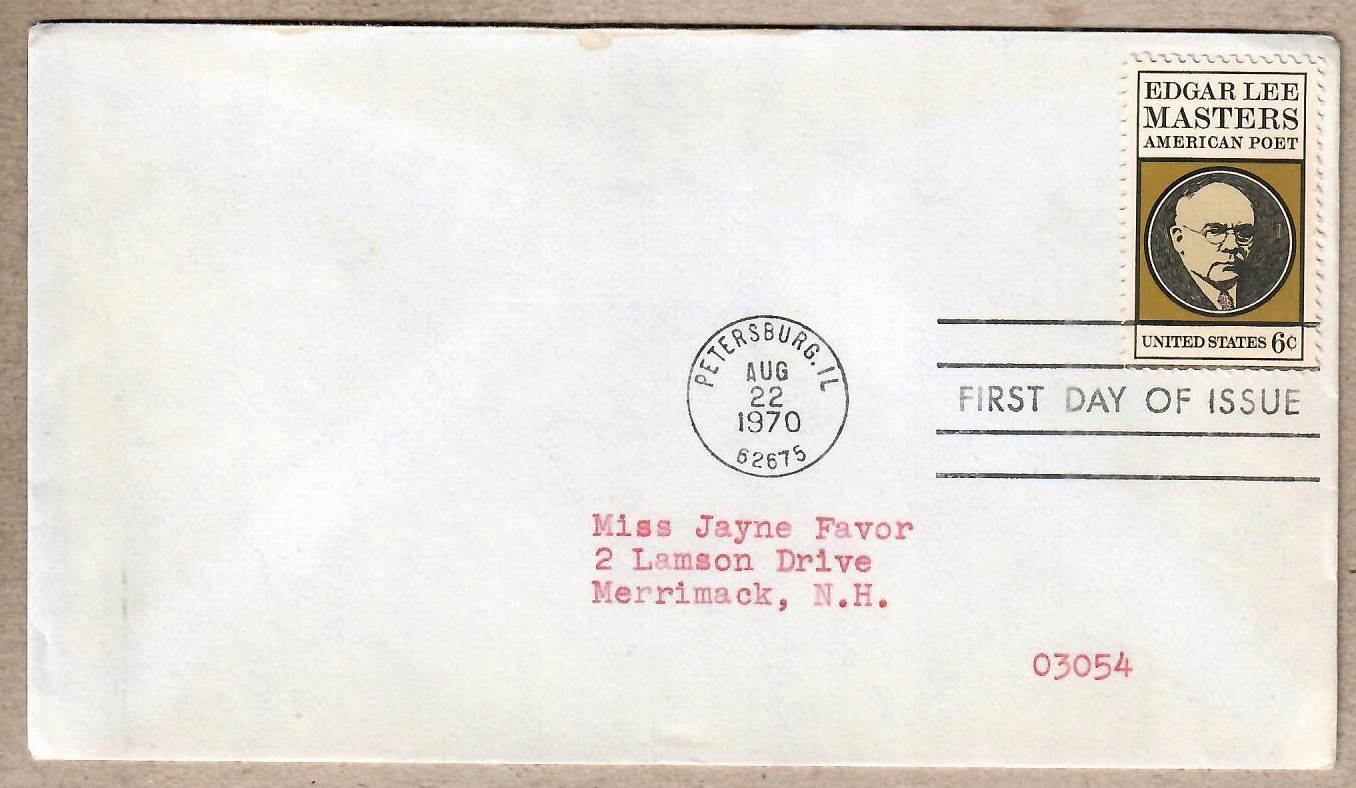 EDGAR LEE
MASTERS
AMERICAN POET
UNITED STATES 6¢
PETERSBURG. IL
AUG
22
1970
62675
FIRST DAY OF ISSUE
Miss Jayne Favor
2 Lamson Drive
Merrimack, N.H.
03054